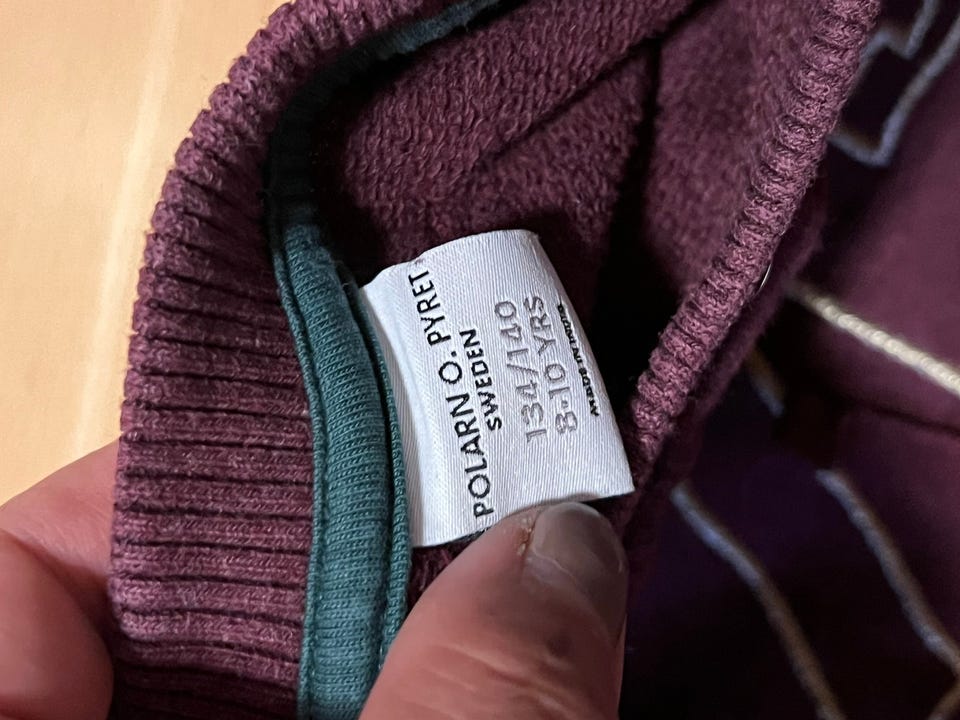 POLARN O. PYRET
SWEDEN
134/140
8-10 YRS
MADE IN INDIA